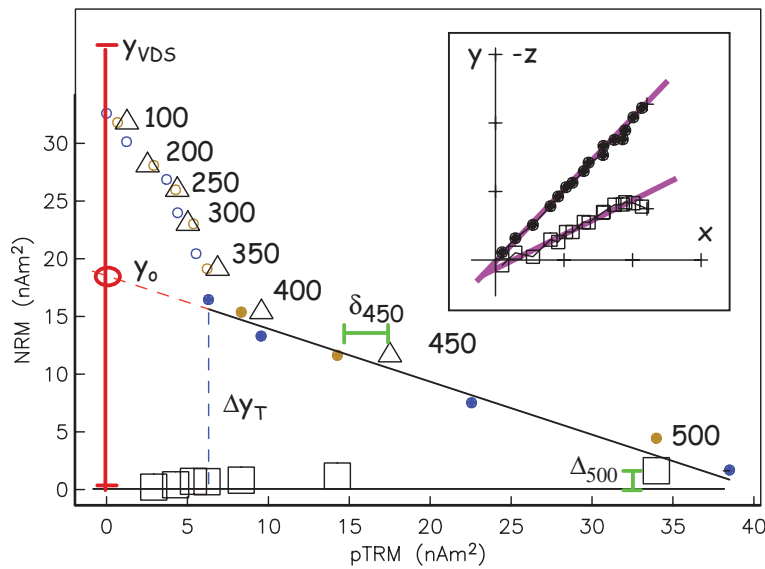 y_VDS
y -z
x
100
200
250
300
350
y_o
400
δ_450
450
Δy_T
500
Δ_500
30
25
20
15
10
5
0
NRM (nAm²)
0 5 10 15 20 25 30 35 40
pTRM (nAm²)